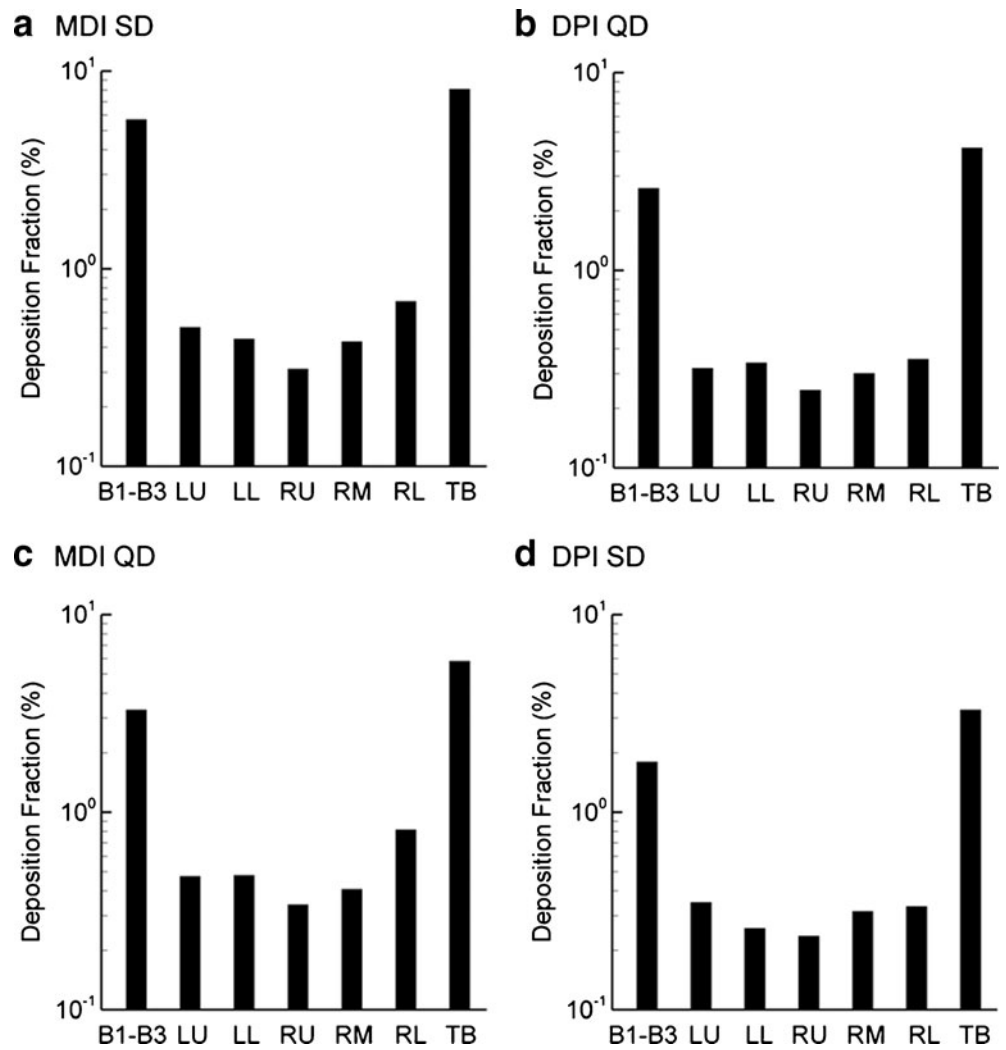 a MDI SD
Deposition Fraction (%)
10^1
10^0
10^-1
B1-B3 LU LL RU RM RL TB
b DPI QD
Deposition Fraction (%)
10^1
10^0
10^-1
B1-B3 LU LL RU RM RL TB
c MDI QD
Deposition Fraction (%)
10^1
10^0
10^-1
B1-B3 LU LL RU RM RL TB
d DPI SD
Deposition Fraction (%)
10^1
10^0
10^-1
B1-B3 LU LL RU RM RL TB